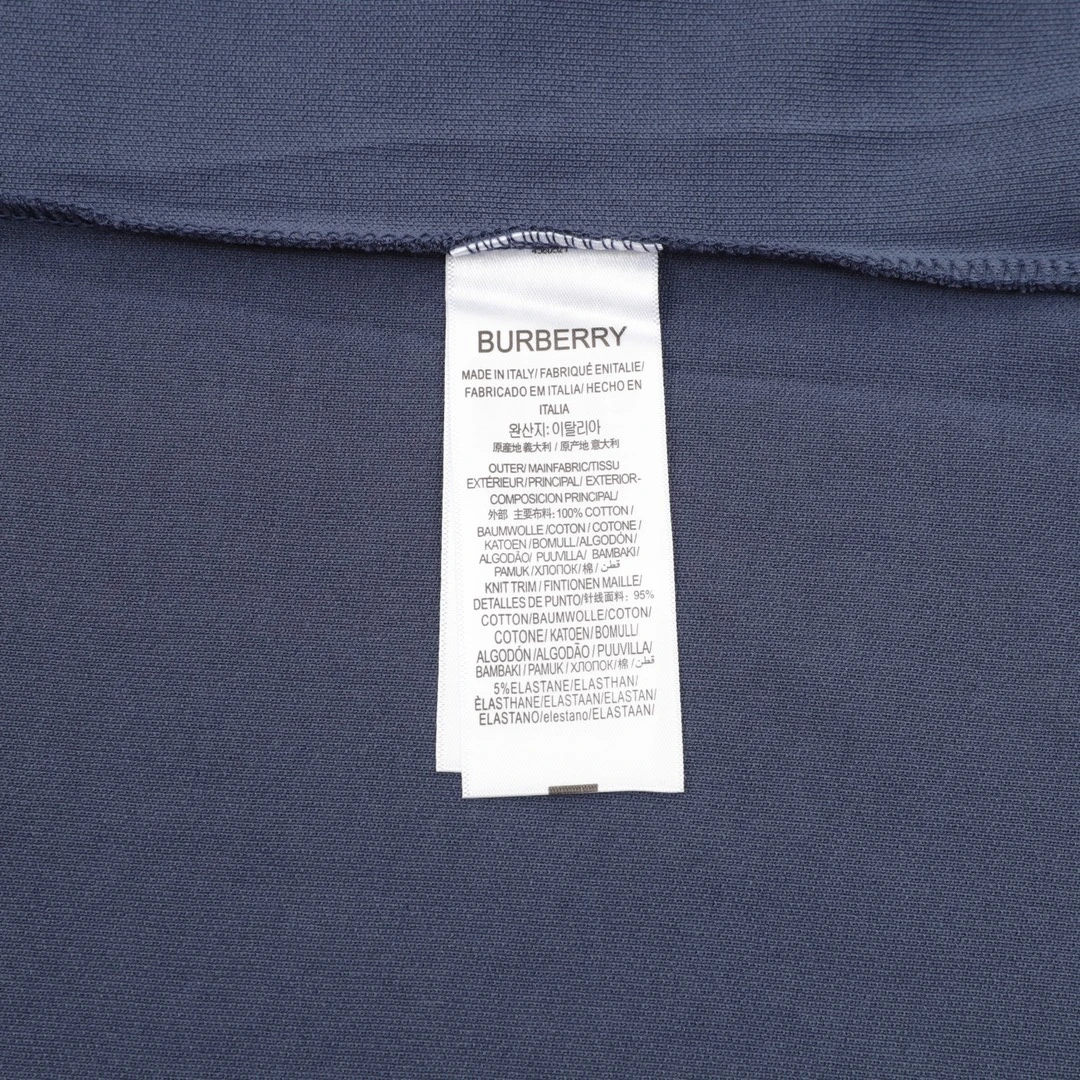 BURBERRY
MADE IN ITALY/ FABRIQUÉ ENITALIE/
FABRICADO EM ITALIA/ HECHO EN
ITALIA
완산지: 이탈리아
原產地 義大利 / 原产地 意大利
OUTER/ MAINFABRIC/TISSU
EXTÉRIEUR/PRINCIPAL/ EXTERIOR-
COMPOSICION PRINCIPAL/
外部 主要布料: 100% COTTON /
BAUMWOLLE /COTON / COTONE /
KATOEN /BOMULL/ALGODÓN/
ALGODÃO/ PUUVILLA/ BAMBAKI/
PAMUK /ХЛОПОК/棉 / قطن
KNIT TRIM / FINTIONEN MAILLE/
DETALLES DE PUNTO/针线面料: 95%
COTTON/BAUMWOLLE/COTON/
COTONE/ KATOEN/ BOMULL/
ALGODÓN /ALGODÃO / PUUVILLA/
BAMBAKI / PAMUK / ХЛОПОК/棉 / قطن
5%ELASTANE/ELASTHAN/
ÈLASTHANE/ELASTAAN/ELASTAN/
ELASTANO/elestano/ELASTAAN/